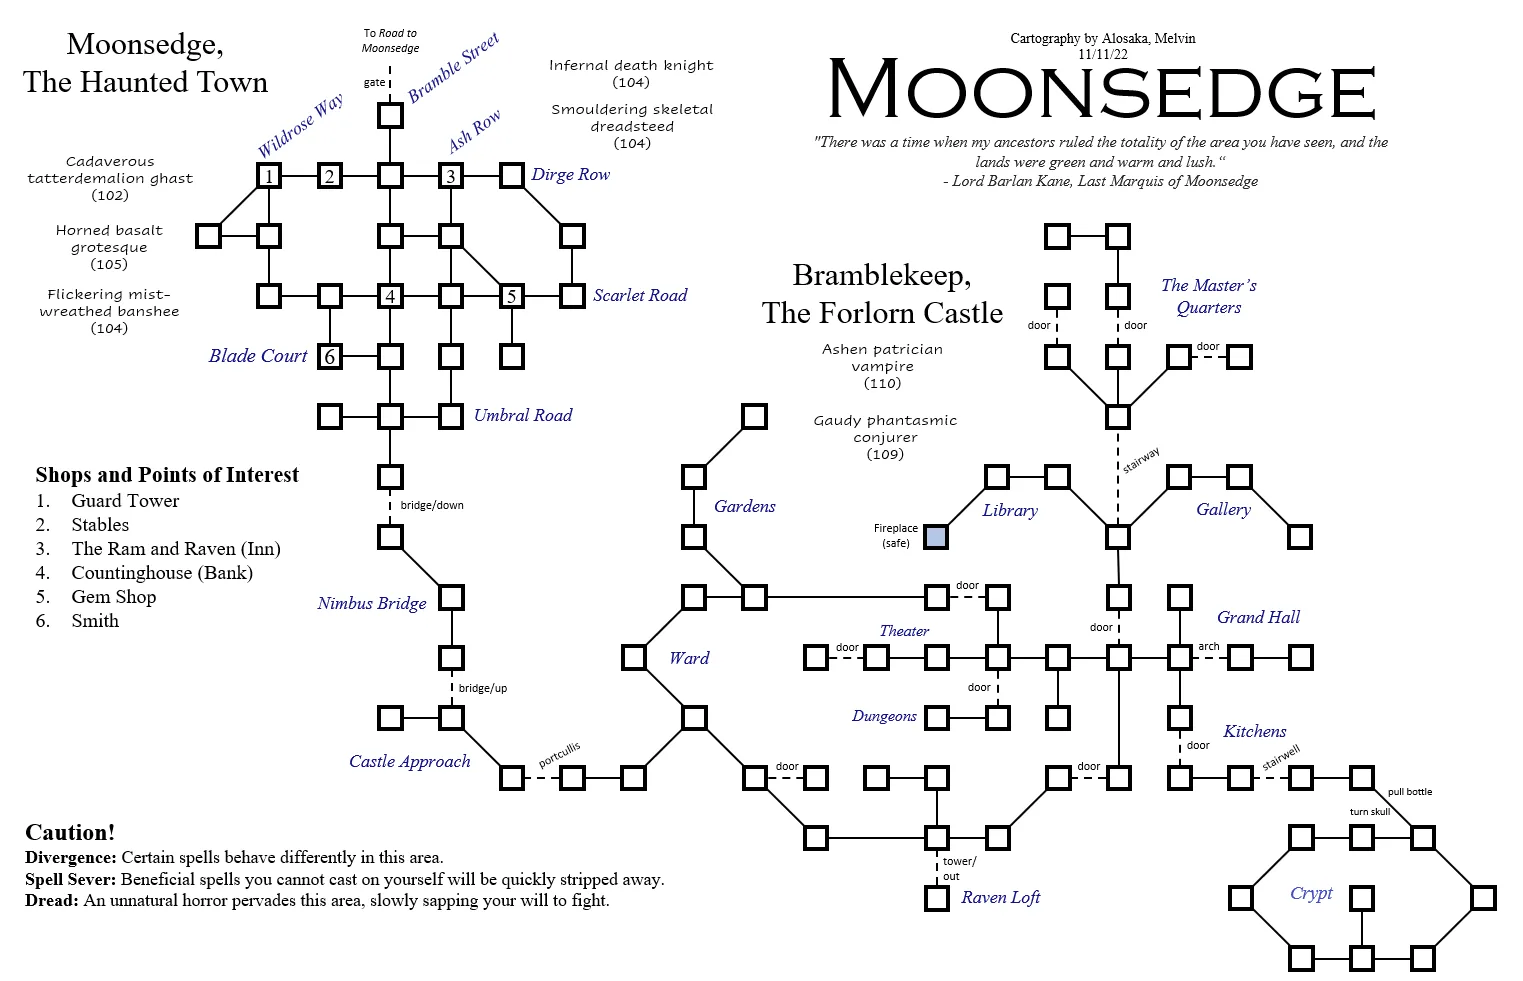 Moonsedge,
The Haunted Town
To Road to
Moonsedge
gate
Bramble Street
Wildrose Way
Ash Row
Infernal death knight
(104)
Smouldering skeletal
dreadsteed
(104)
Cartography by Alosaka, Melvin
11/11/22
MOONSEDGE
"There was a time when my ancestors ruled the totality of the area you have seen, and the
lands were green and warm and lush.“
- Lord Barlan Kane, Last Marquis of Moonsedge
Cadaverous
tatterdemalion ghast
(102)
Horned basalt
grotesque
(105)
Flickering mist-
wreathed banshee
(104)
1
2
3
Dirge Row
4
5
Scarlet Road
Blade Court
6
Umbral Road
Bramblekeep,
The Forlorn Castle
Ashen patrician
vampire
(110)
Gaudy phantasmic
conjurer
(109)
The Master’s
Quarters
door
door
door
stairway
Shops and Points of Interest
1. Guard Tower
2. Stables
3. The Ram and Raven (Inn)
4. Countinghouse (Bank)
5. Gem Shop
6. Smith
bridge/down
Nimbus Bridge
bridge/up
Castle Approach
portcullis
Gardens
Ward
Library
Gallery
Fireplace
(safe)
door
Theater
door
door
Grand Hall
arch
door
Dungeons
Kitchens
door
stairwell
door
door
pull bottle
turn skull
tower/
out
Raven Loft
Crypt
Caution!
Divergence: Certain spells behave differently in this area.
Spell Sever: Beneficial spells you cannot cast on yourself will be quickly stripped away.
Dread: An unnatural horror pervades this area, slowly sapping your will to fight.